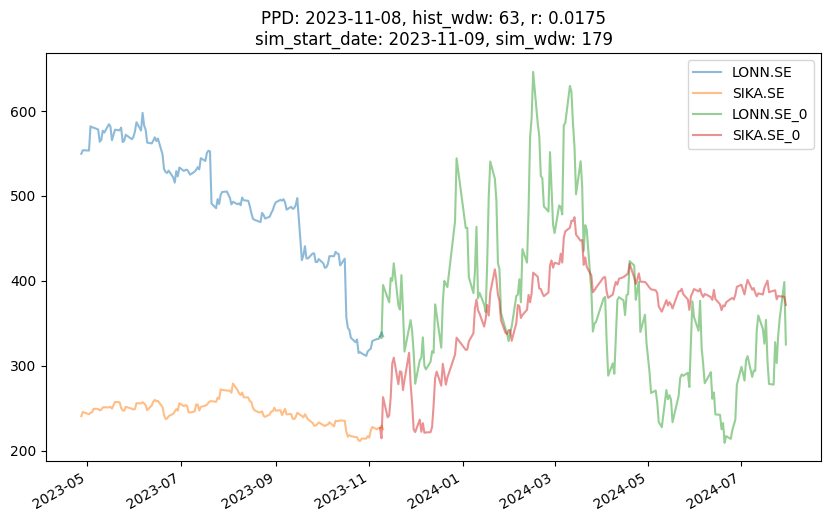 PPD: 2023-11-08, hist_wdw: 63, r: 0.0175
sim_start_date: 2023-11-09, sim_wdw: 179
LONN.SE
SIKA.SE
LONN.SE_0
SIKA.SE_0
600
500
400
300
200
2023-05
2023-07
2023-09
2023-11
2024-01
2024-03
2024-05
2024-07